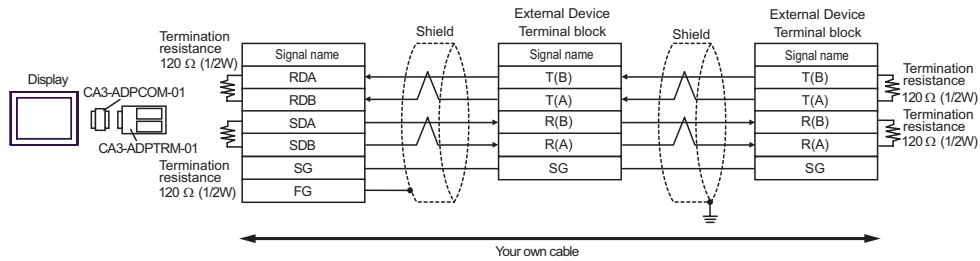 Display
CA3-ADPCOM-01
CA3-ADPTRM-01
Termination
resistance
120 Ω (1/2W)
Termination
resistance
120 Ω (1/2W)
Signal name
RDA
RDB
SDA
SDB
SG
FG
Shield
External Device
Terminal block
Signal name
T(B)
T(A)
R(B)
R(A)
SG
Shield
External Device
Terminal block
Signal name
T(B)
T(A)
R(B)
R(A)
SG
Termination
resistance
120 Ω (1/2W)
Termination
resistance
120 Ω (1/2W)
Your own cable